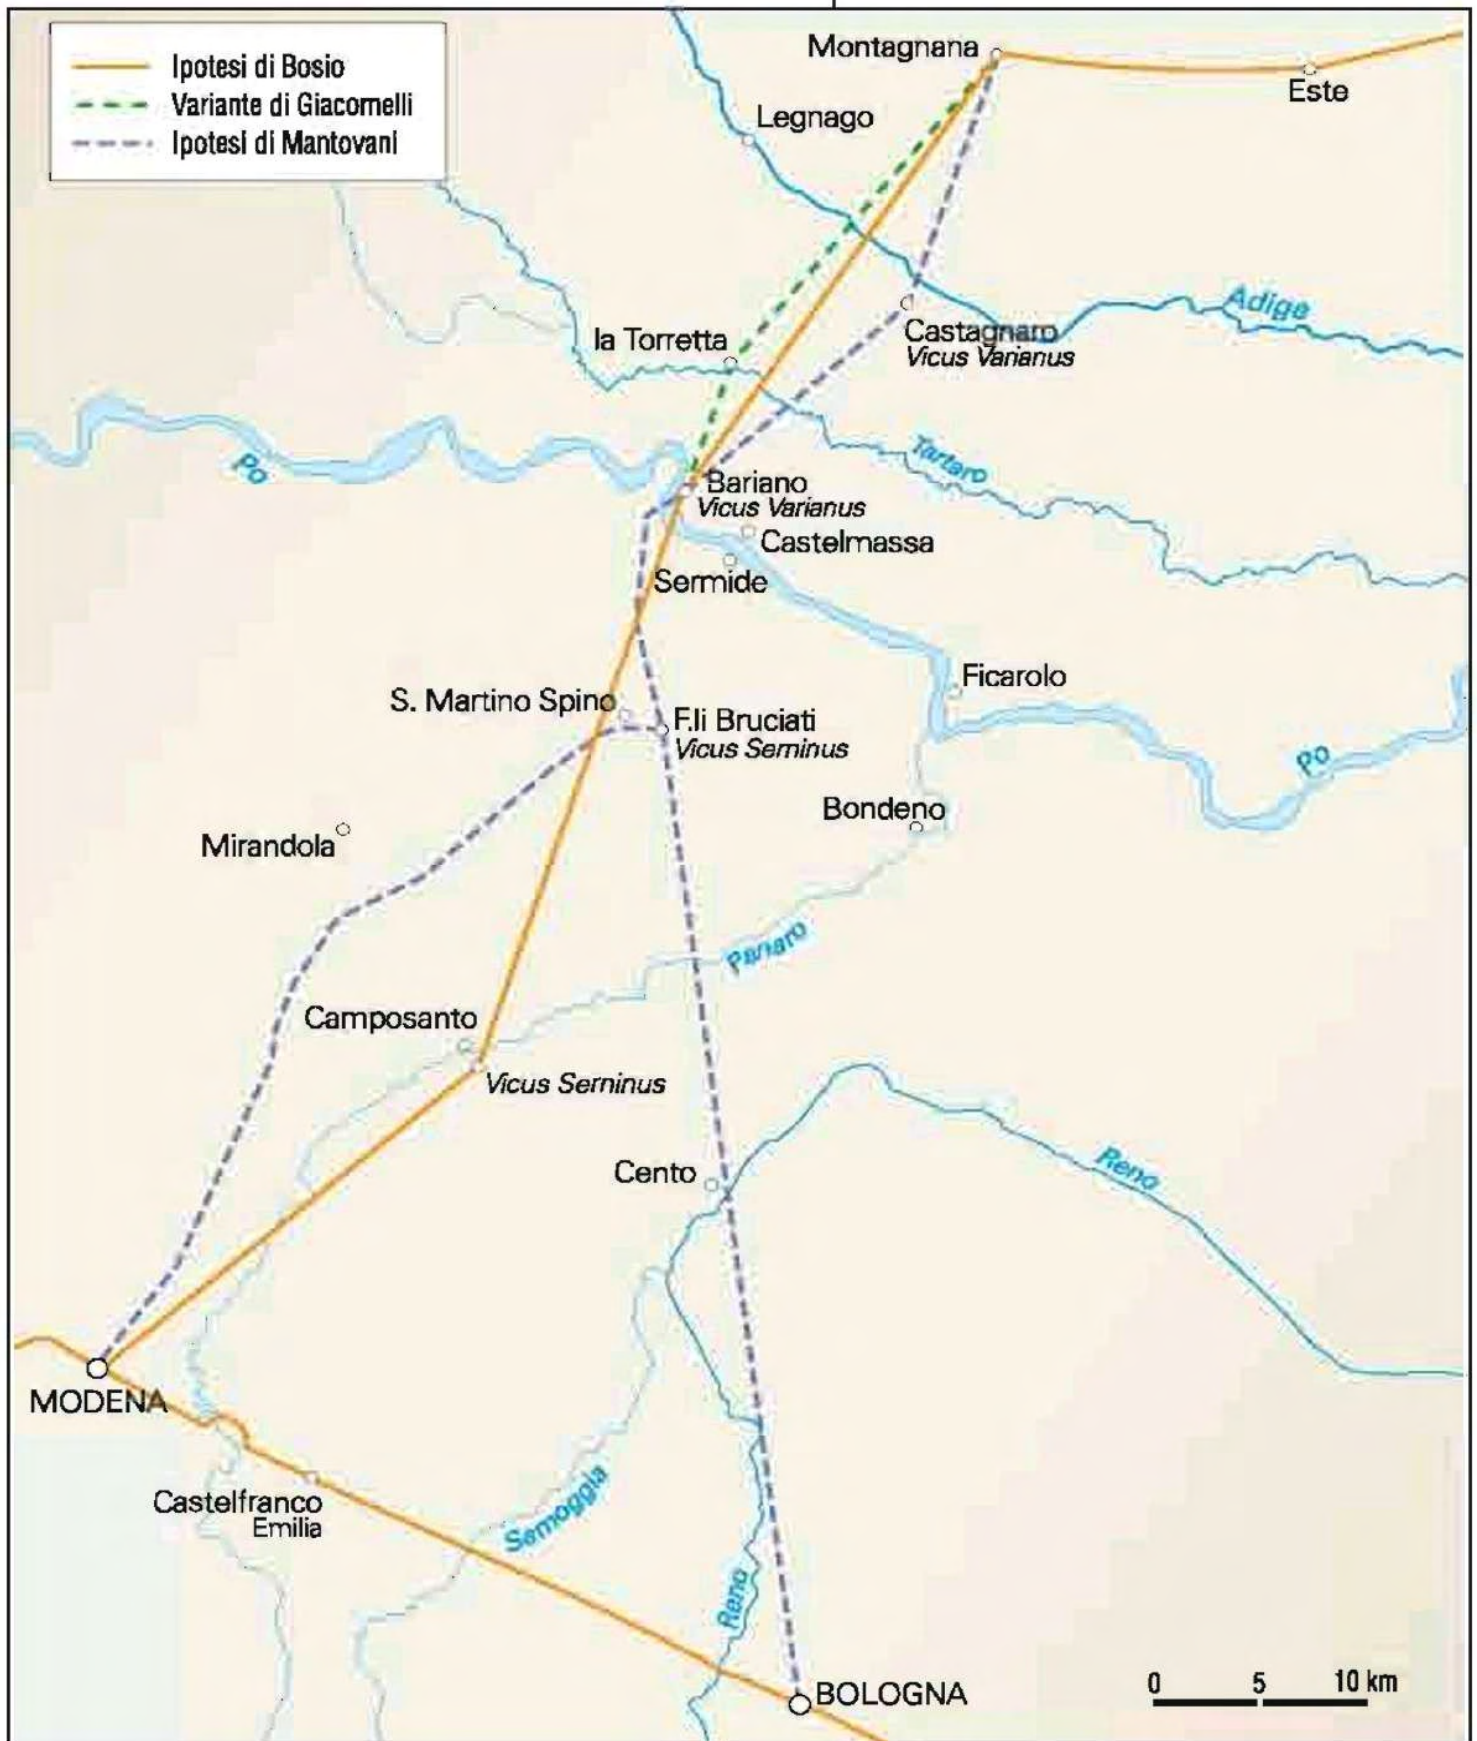 Ipotesi di Bosio
Variante di Giacomelli
Ipotesi di Mantovani
Montagnana
Este
Legnago
Adige
la Torretta
Castagnaro
Vicus Varianus
Po
Tartaro
Bariano
Vicus Varianus
Castelmassa
Sermide
Ficarolo
S. Martino Spino
F.li Bruciati
Vicus Serninus
Po
Bondeno
Mirandola
Panaro
Camposanto
Vicus Serninus
Cento
Reno
MODENA
Castelfranco
Emilia
Samoggia
Reno
BOLOGNA
0 5 10 km